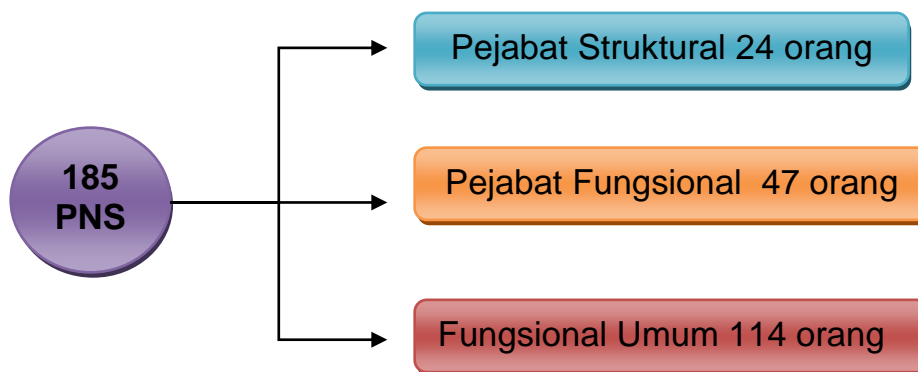 185
PNS
Pejabat Struktural 24 orang
Pejabat Fungsional  47 orang
Fungsional Umum 114 orang